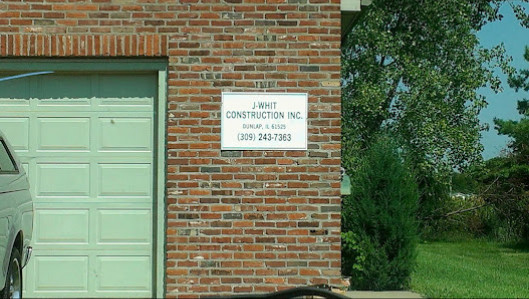 J-WHIT
CONSTRUCTION INC.
DUNLAP, IL 61525
(309) 243-7363